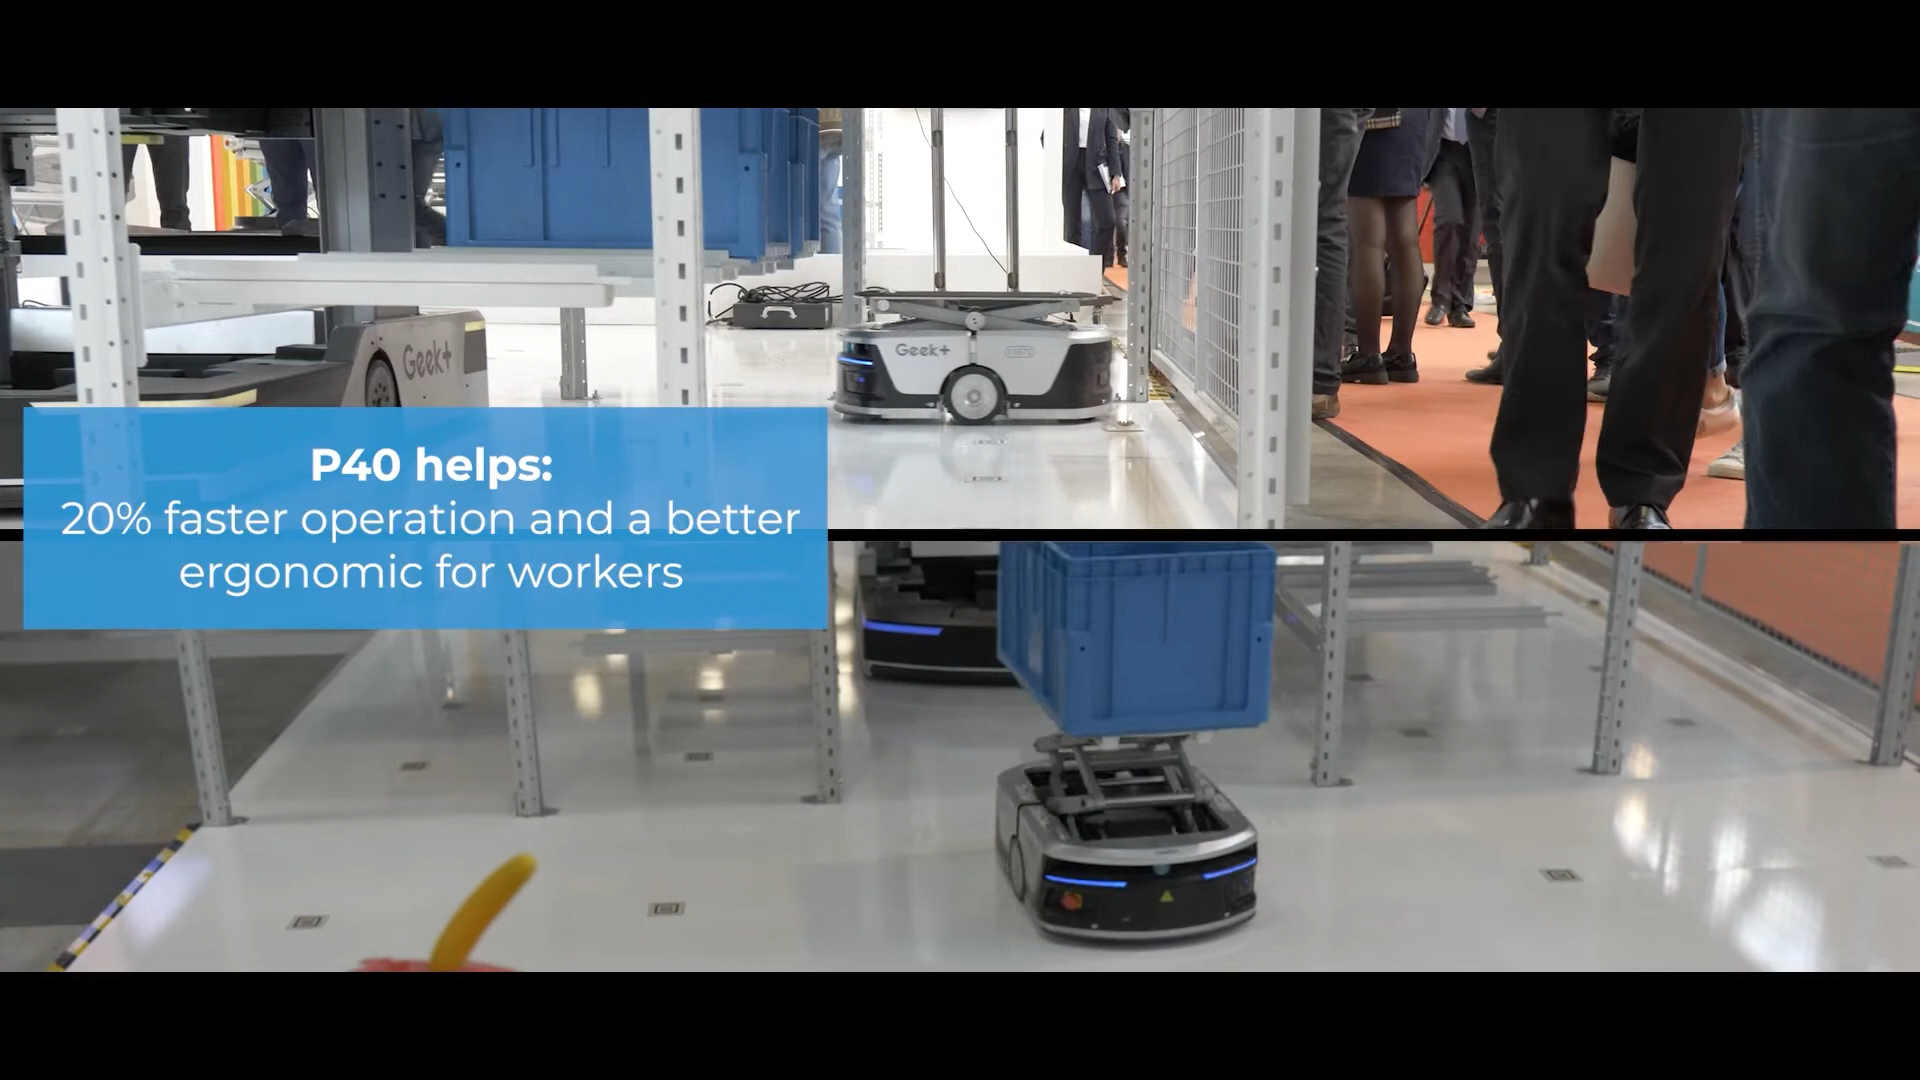 Geek+
Geek+
P40 helps:
20% faster operation and a better
ergonomic for workers